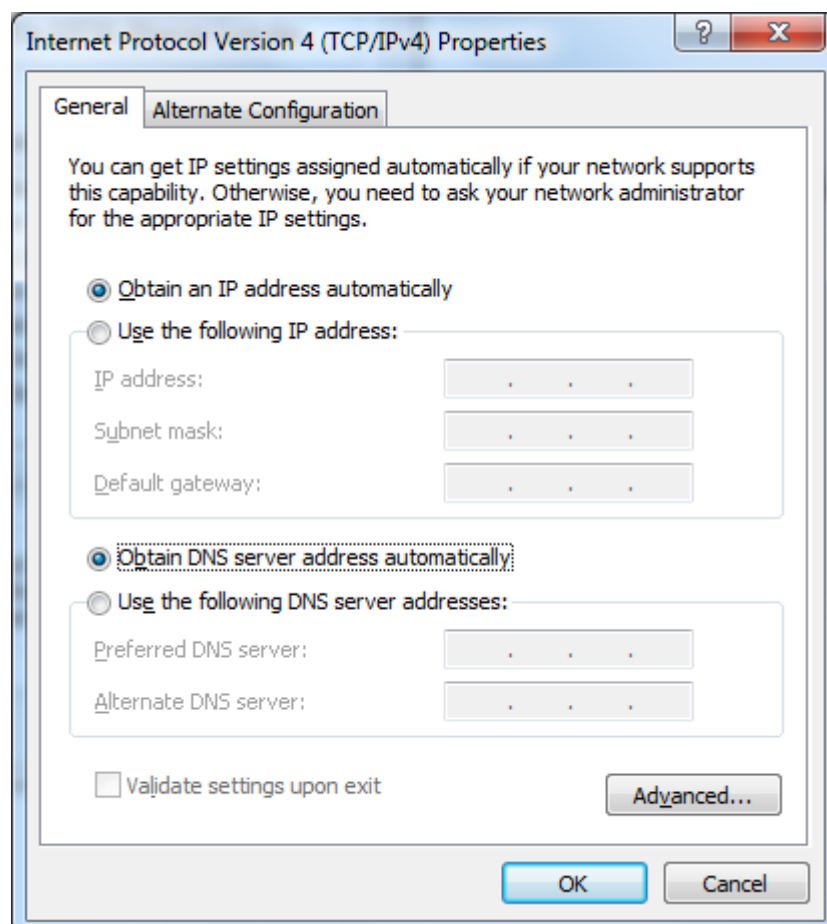 Internet Protocol Version 4 (TCP/IPv4) Properties
General
Alternate Configuration
You can get IP settings assigned automatically if your network supports
this capability. Otherwise, you need to ask your network administrator
for the appropriate IP settings.
Obtain an IP address automatically
Use the following IP address:
IP address:
. . .
Subnet mask:
. . .
Default gateway:
. . .
Obtain DNS server address automatically
Use the following DNS server addresses:
Preferred DNS server:
. . .
Alternate DNS server:
. . .
Validate settings upon exit
Advanced...
OK
Cancel